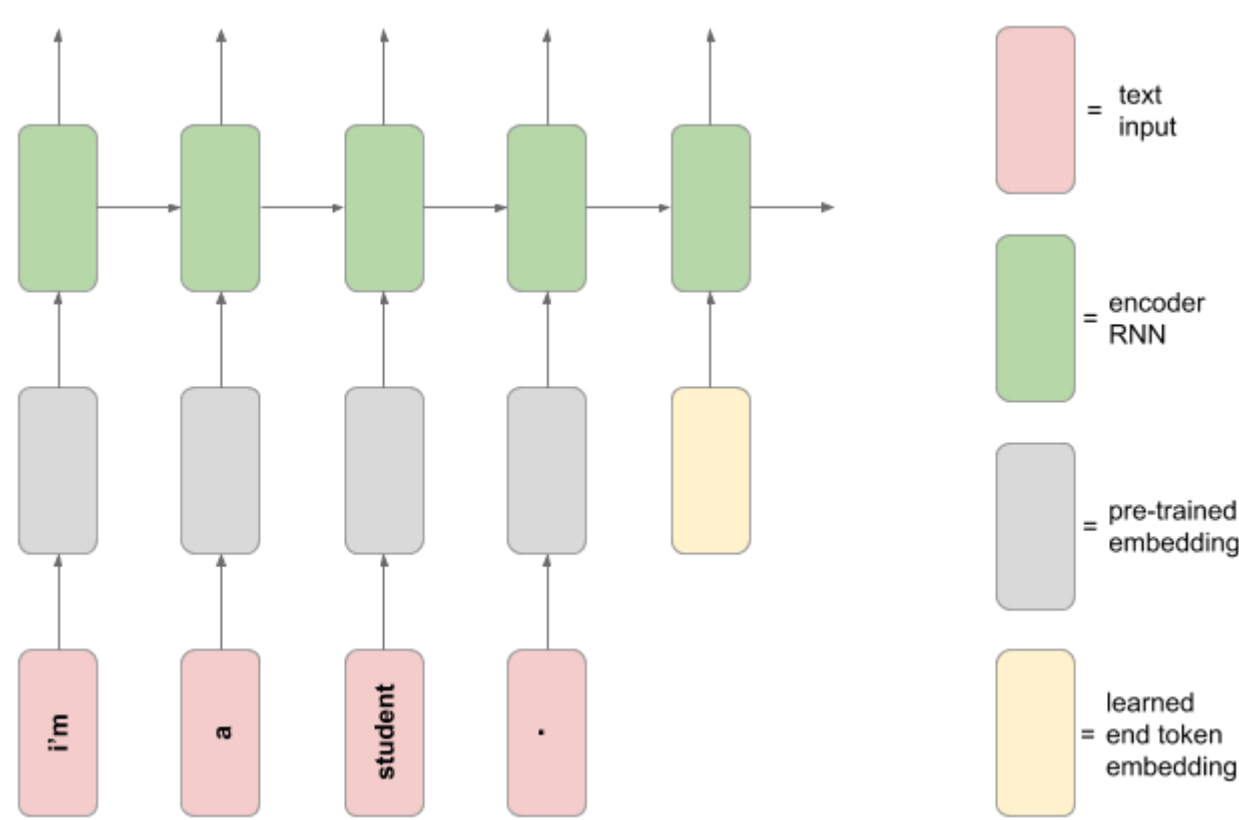 i'm
a
student
.
= text
input
= encoder
RNN
= pre-trained
embedding
learned
= end token
embedding